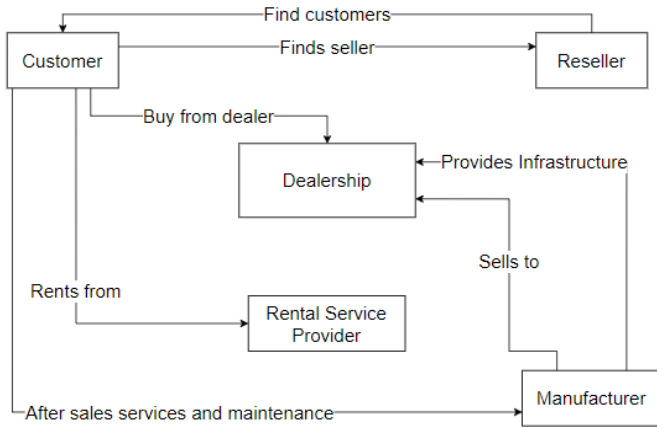 Find customers
Customer
Finds seller
Reseller
Buy from dealer
Dealership
Provides Infrastructure
Sells to
Rents from
Rental Service
Provider
Manufacturer
After sales services and maintenance